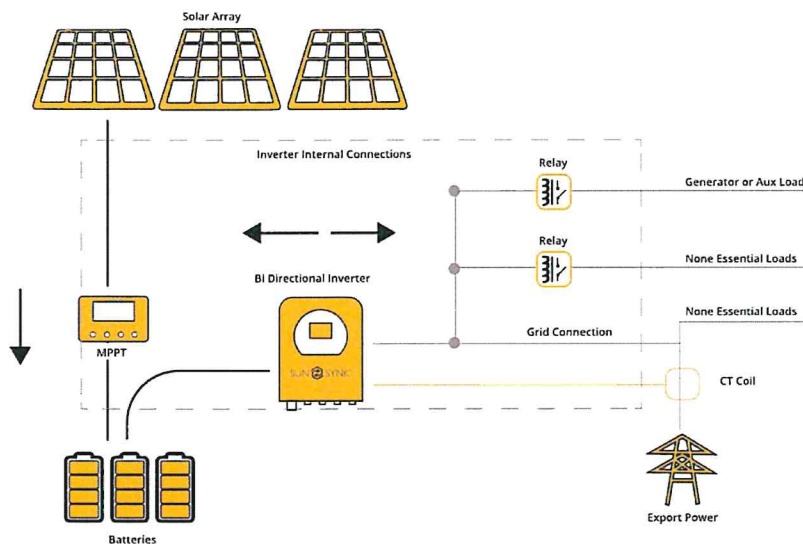 Solar Array
Inverter Internal Connections
Relay
Generator or Aux Load
Relay
None Essential Loads
Bi Directional Inverter
None Essential Loads
Grid Connection
MPPT
SUN SYNK
CT Coil
Export Power
Batteries